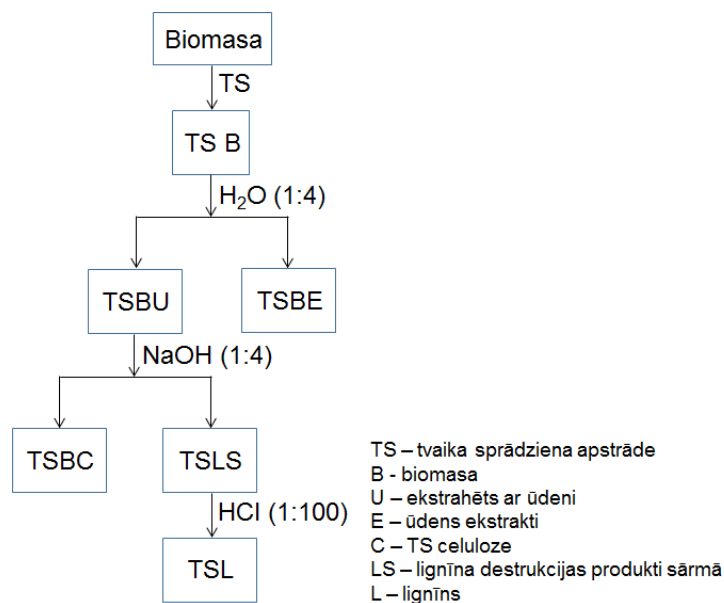 Biomasa
TS
TS B
H₂O (1:4)
TSBU
TSBE
NaOH (1:4)
TSBC
TSLS
HCl (1:100)
TSL
TS – tvaika sprādziena apstrāde
B - biomasa
U – ekstrahēts ar ūdeni
E – ūdens ekstrakti
C – TS celuloze
LS – lignīna destrukcijas produkti sārmā
L – lignīns